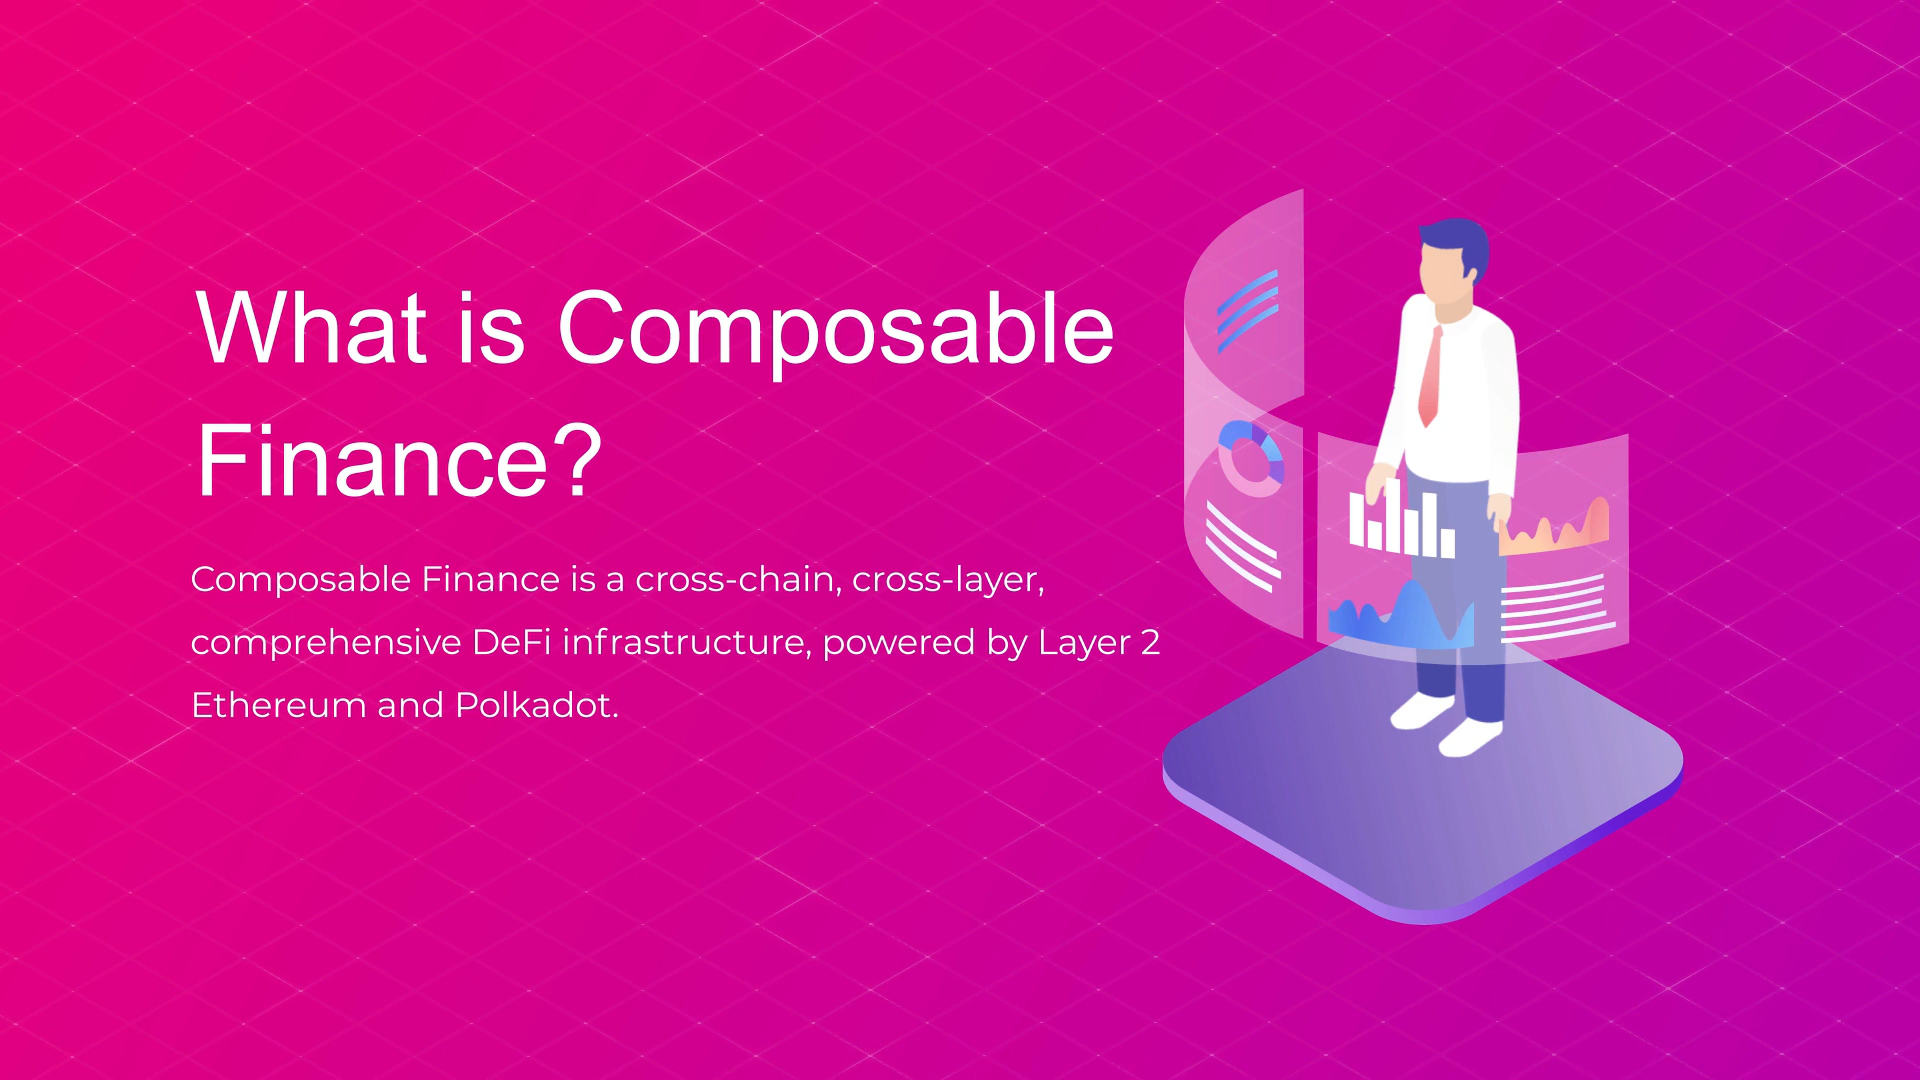 What is Composable
Finance?
Composable Finance is a cross-chain, cross-layer,
comprehensive DeFi infrastructure, powered by Layer 2
Ethereum and Polkadot.